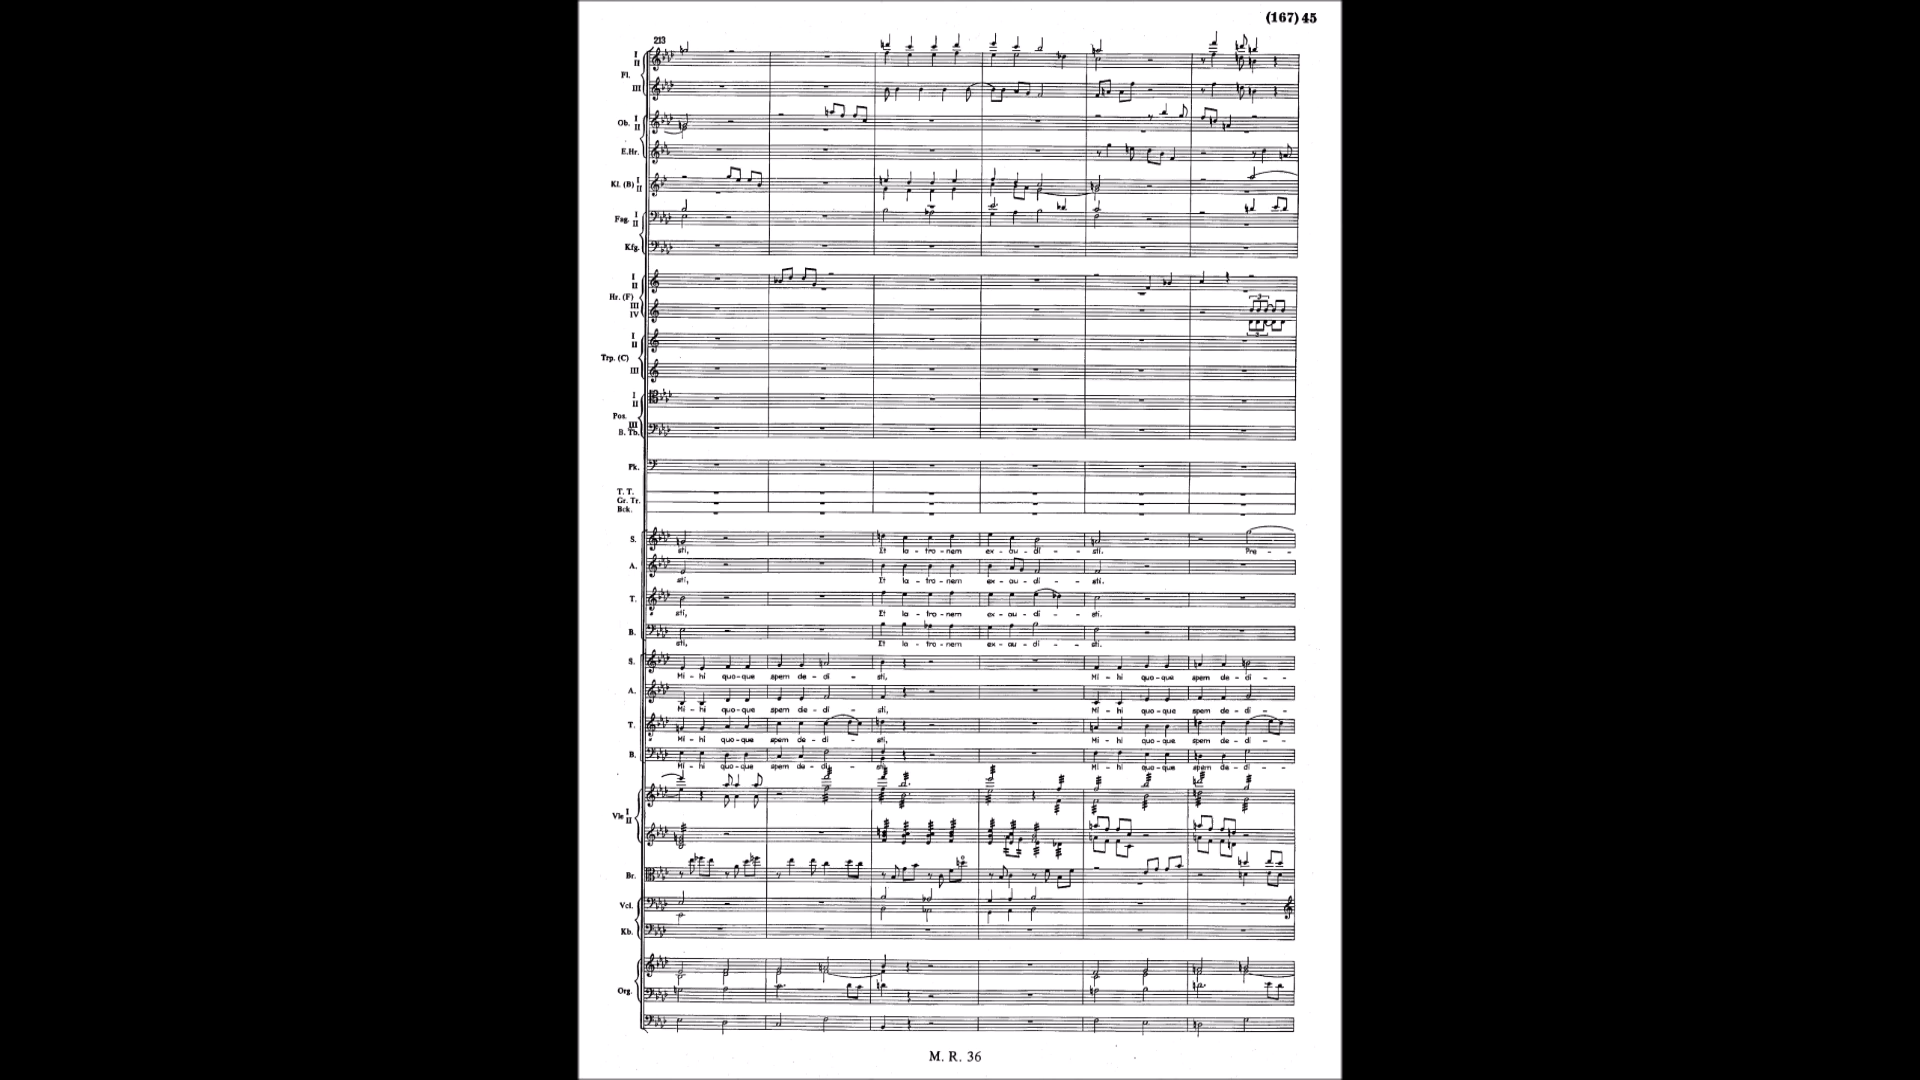 (167) 45
213
I
II
Fl.
III
Ob. I
II
E.Hr.
Kl. (B) I
II
Fag. I
II
Kfg.
I
II
Hr. (F)
III
IV
I
II
Trp. (C)
III
I
II
Pos.
III
B. Tb.
Pk.
T. T.
Gr. Tr.
Bck.
S.
sti, Et la - tro - nem ex - au - di - sti. Pre -
A.
sti, Et la - tro - nem ex - au - di - sti.
T.
sti, Et la - tro - nem ex - au - di - sti.
B.
sti, Et la - tro - nem ex - au - di - sti.
S.
Mi - hi quo - que spem de - di - sti, Mi - hi quo - que spem de - di -
A.
Mi - hi quo - que spem de - di - sti, Mi - hi quo - que spem de - di -
T.
Mi - hi quo - que spem de - di - sti, Mi - hi quo - que spem de - di -
B.
Mi - hi quo - que spem de - di - sti, Mi - hi quo - que spem de - di -
Vle I
II
Br.
Vcl.
Kb.
Org.
M. R. 36